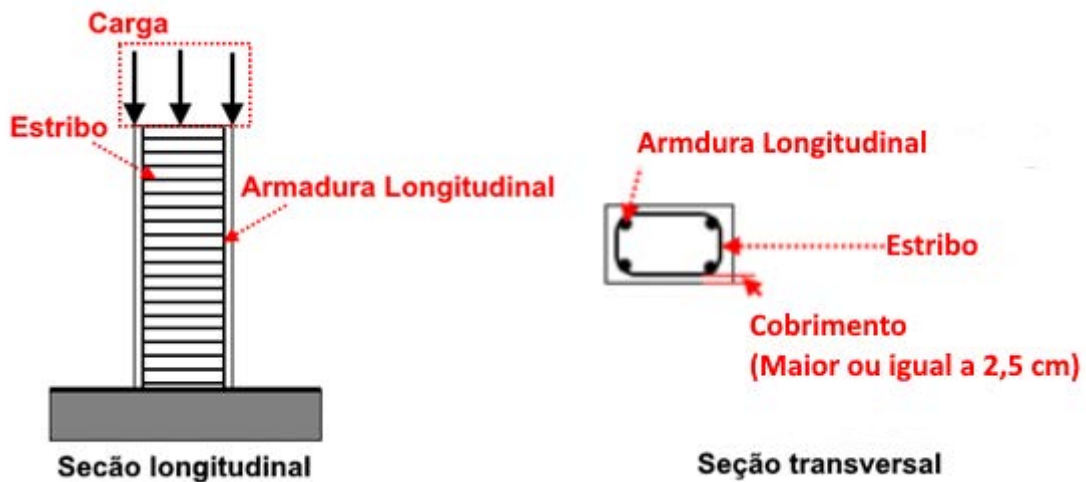 Carga
Estribo
Armadura Longitudinal
Secão longitudinal
Armdura Longitudinal
Estribo
Cobrimento
(Maior ou igual a 2,5 cm)
Seção transversal